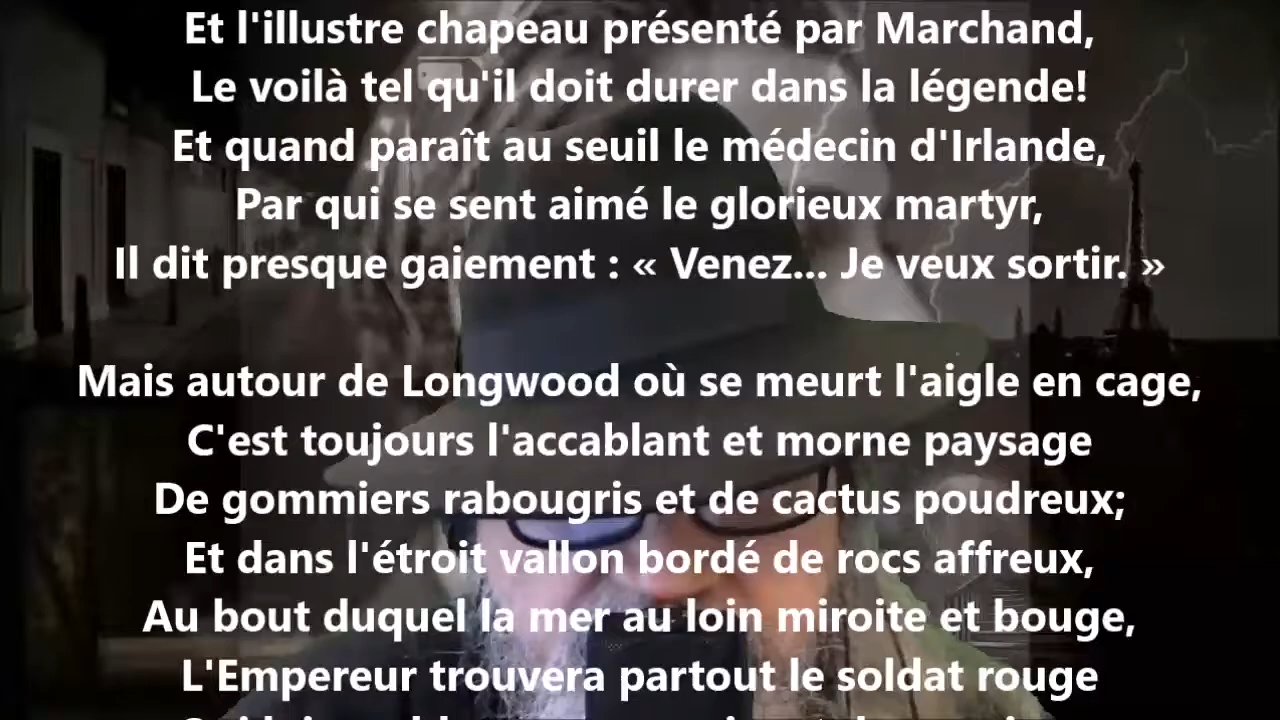 Et l'illustre chapeau présenté par Marchand,
Le voilà tel qu'il doit durer dans la légende!
Et quand paraît au seuil le médecin d'Irlande,
Par qui se sent aimé le glorieux martyr,
Il dit presque gaiement : « Venez... Je veux sortir. »
Mais autour de Longwood où se meurt l'aigle en cage,
C'est toujours l'accablant et morne paysage
De gommiers rabougris et de cactus poudreux;
Et dans l'étroit vallon bordé de rocs affreux,
Au bout duquel la mer au loin miroite et bouge,
L'Empereur trouvera partout le soldat rouge